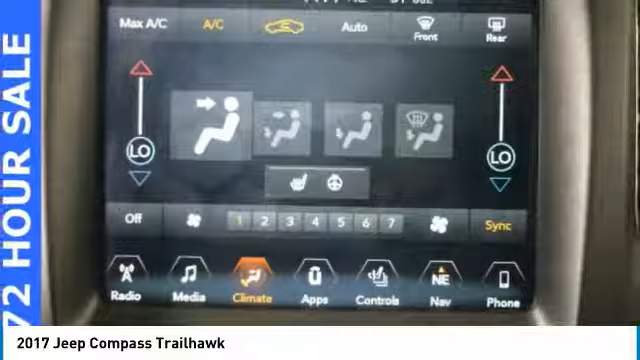 72 HOUR SALE
Max A/C A/C Auto Front Rear
LO LO
Off 1 2 3 4 5 6 7 Sync
Radio Media Climate Apps Controls NE Nav Phone
2017 Jeep Compass Trailhawk